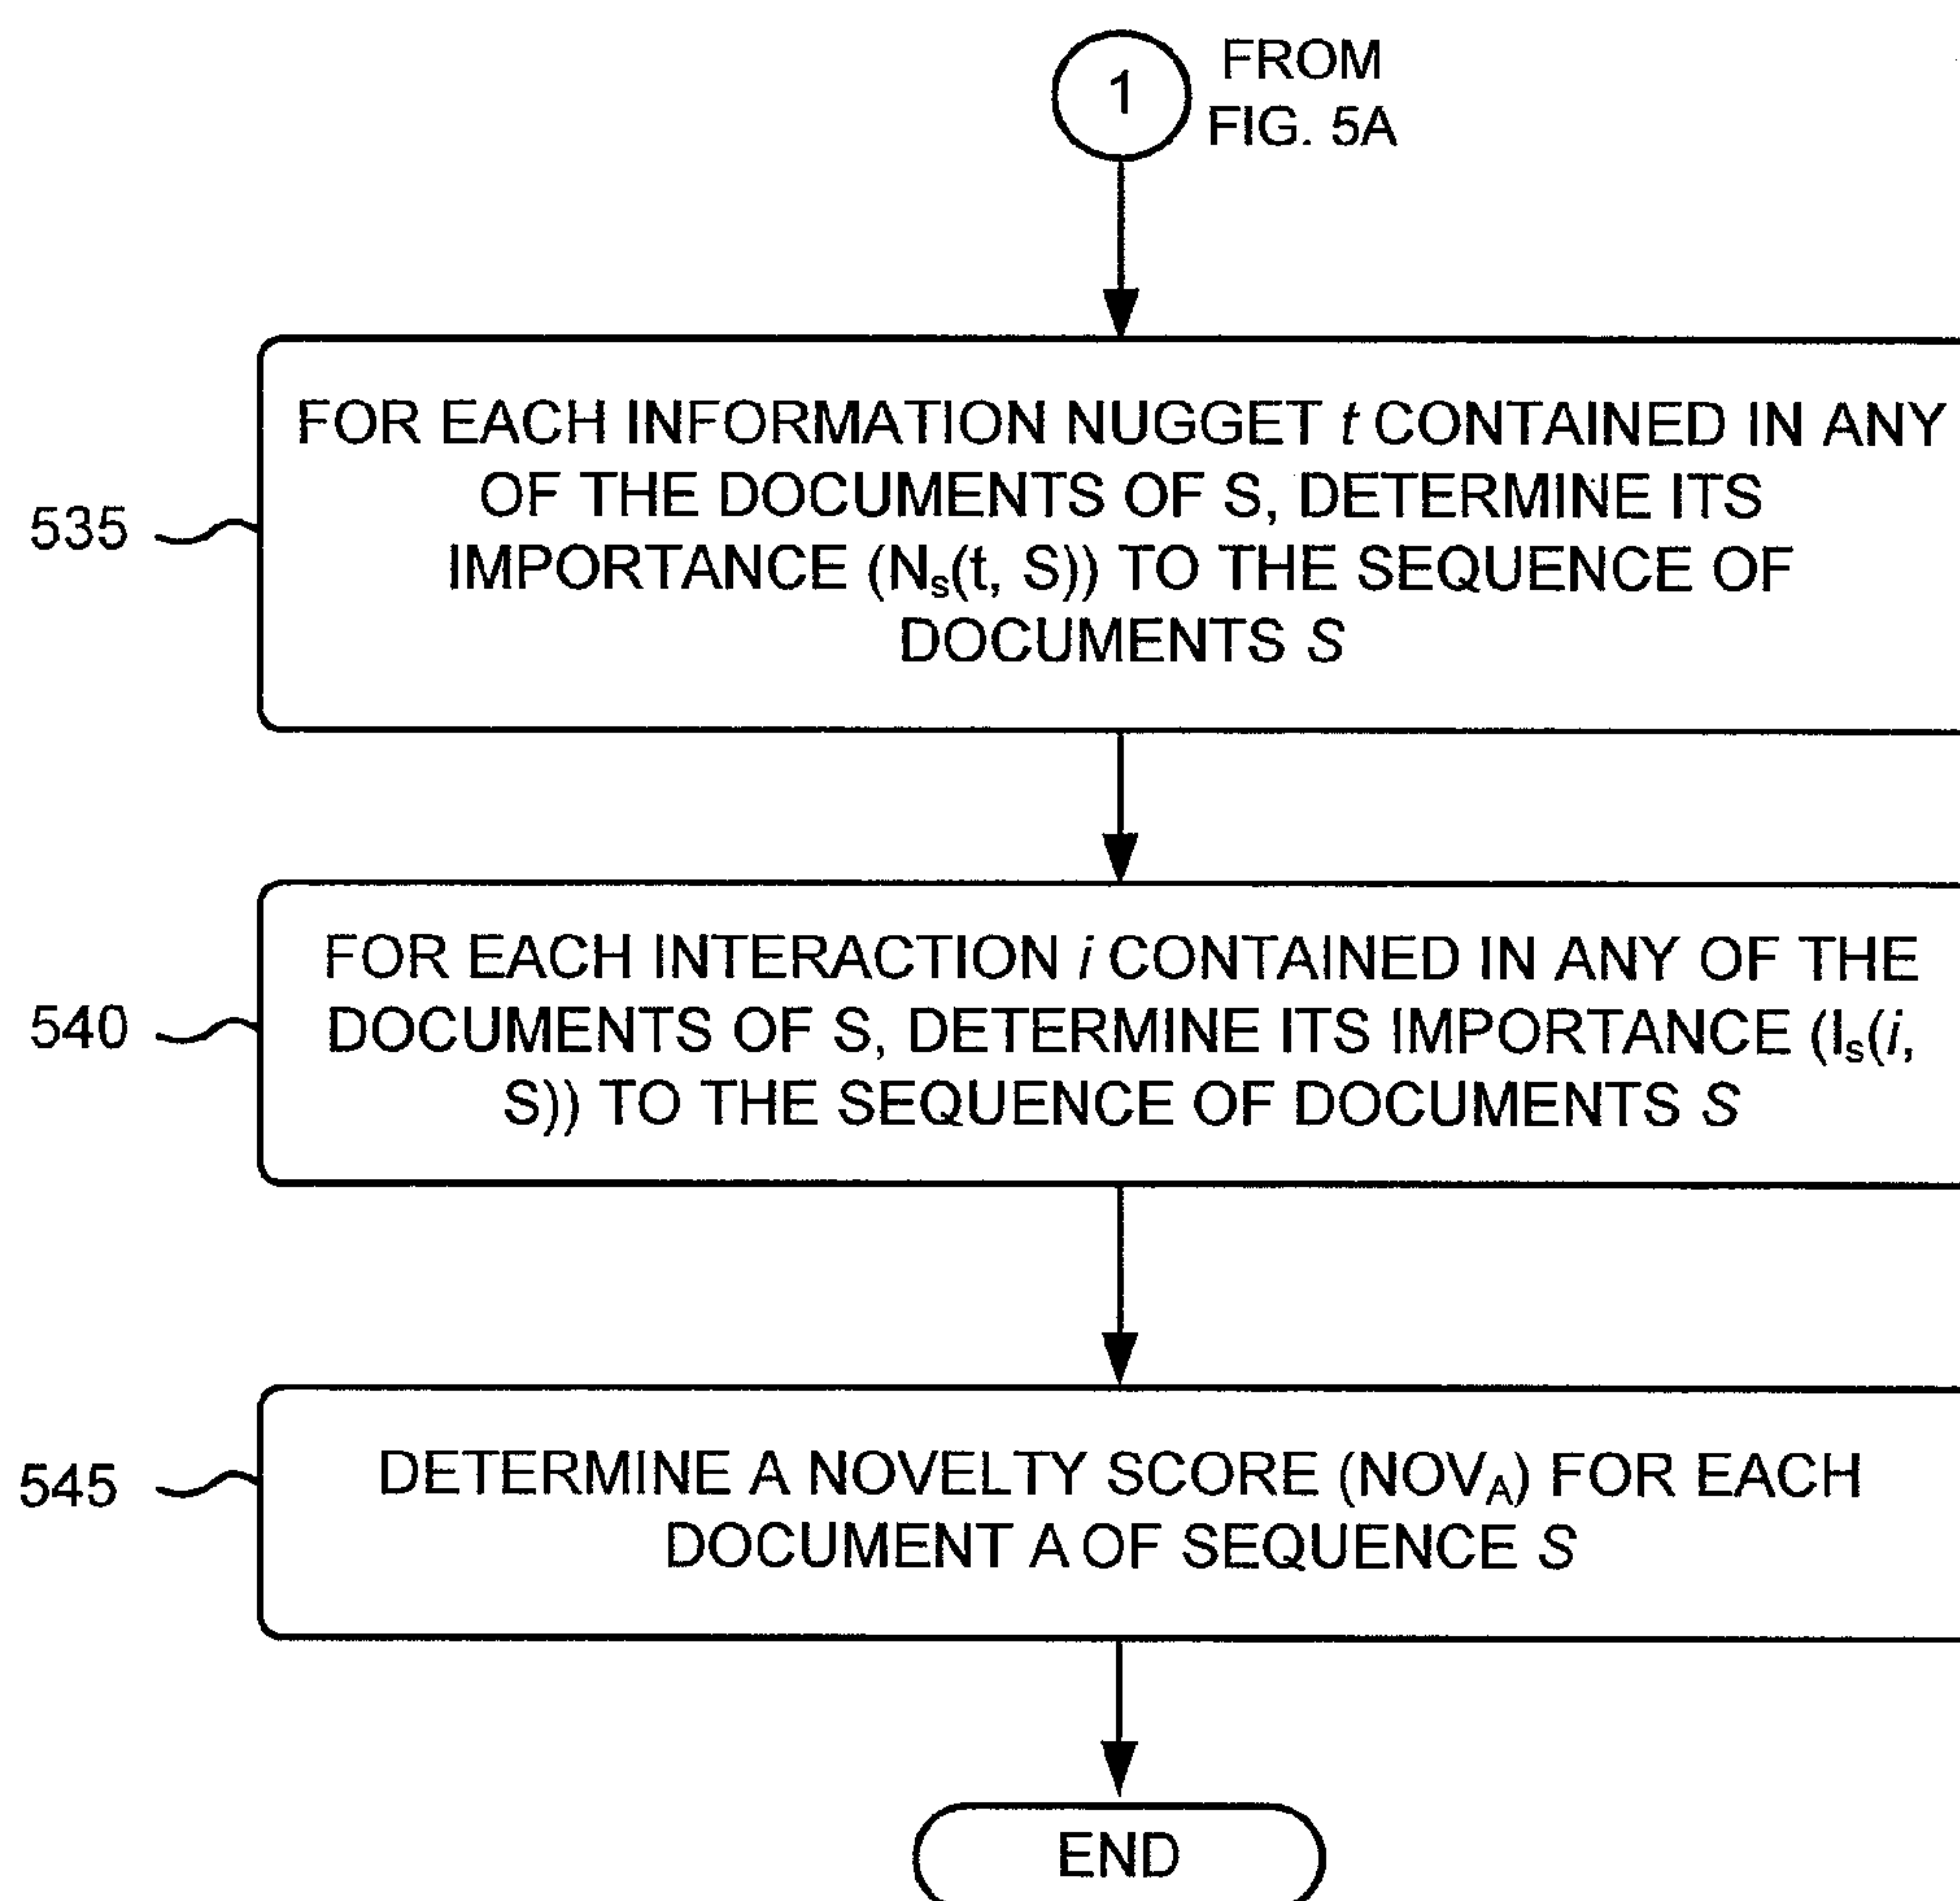 1
FROM
FIG. 5A
FOR EACH INFORMATION NUGGET t CONTAINED IN ANY
OF THE DOCUMENTS OF S, DETERMINE ITS
IMPORTANCE (Ns(t, S)) TO THE SEQUENCE OF
DOCUMENTS S
535
FOR EACH INTERACTION i CONTAINED IN ANY OF THE
DOCUMENTS OF S, DETERMINE ITS IMPORTANCE (Is(i,
S)) TO THE SEQUENCE OF DOCUMENTS S
540
DETERMINE A NOVELTY SCORE (NOVA) FOR EACH
DOCUMENT A OF SEQUENCE S
545
END